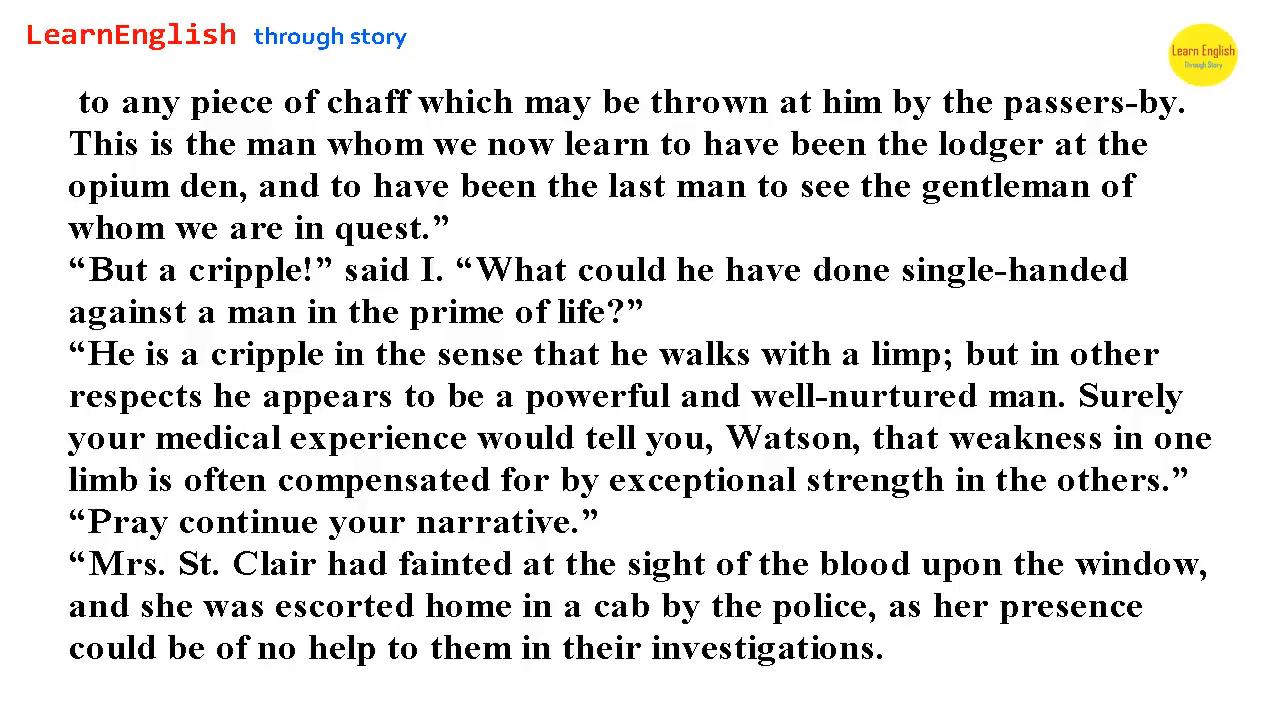 LearnEnglish through story
Learn English
Through Story
to any piece of chaff which may be thrown at him by the passers-by.
This is the man whom we now learn to have been the lodger at the
opium den, and to have been the last man to see the gentleman of
whom we are in quest.”
“But a cripple!” said I. “What could he have done single-handed
against a man in the prime of life?”
“He is a cripple in the sense that he walks with a limp; but in other
respects he appears to be a powerful and well-nurtured man. Surely
your medical experience would tell you, Watson, that weakness in one
limb is often compensated for by exceptional strength in the others.”
“Pray continue your narrative.”
“Mrs. St. Clair had fainted at the sight of the blood upon the window,
and she was escorted home in a cab by the police, as her presence
could be of no help to them in their investigations.